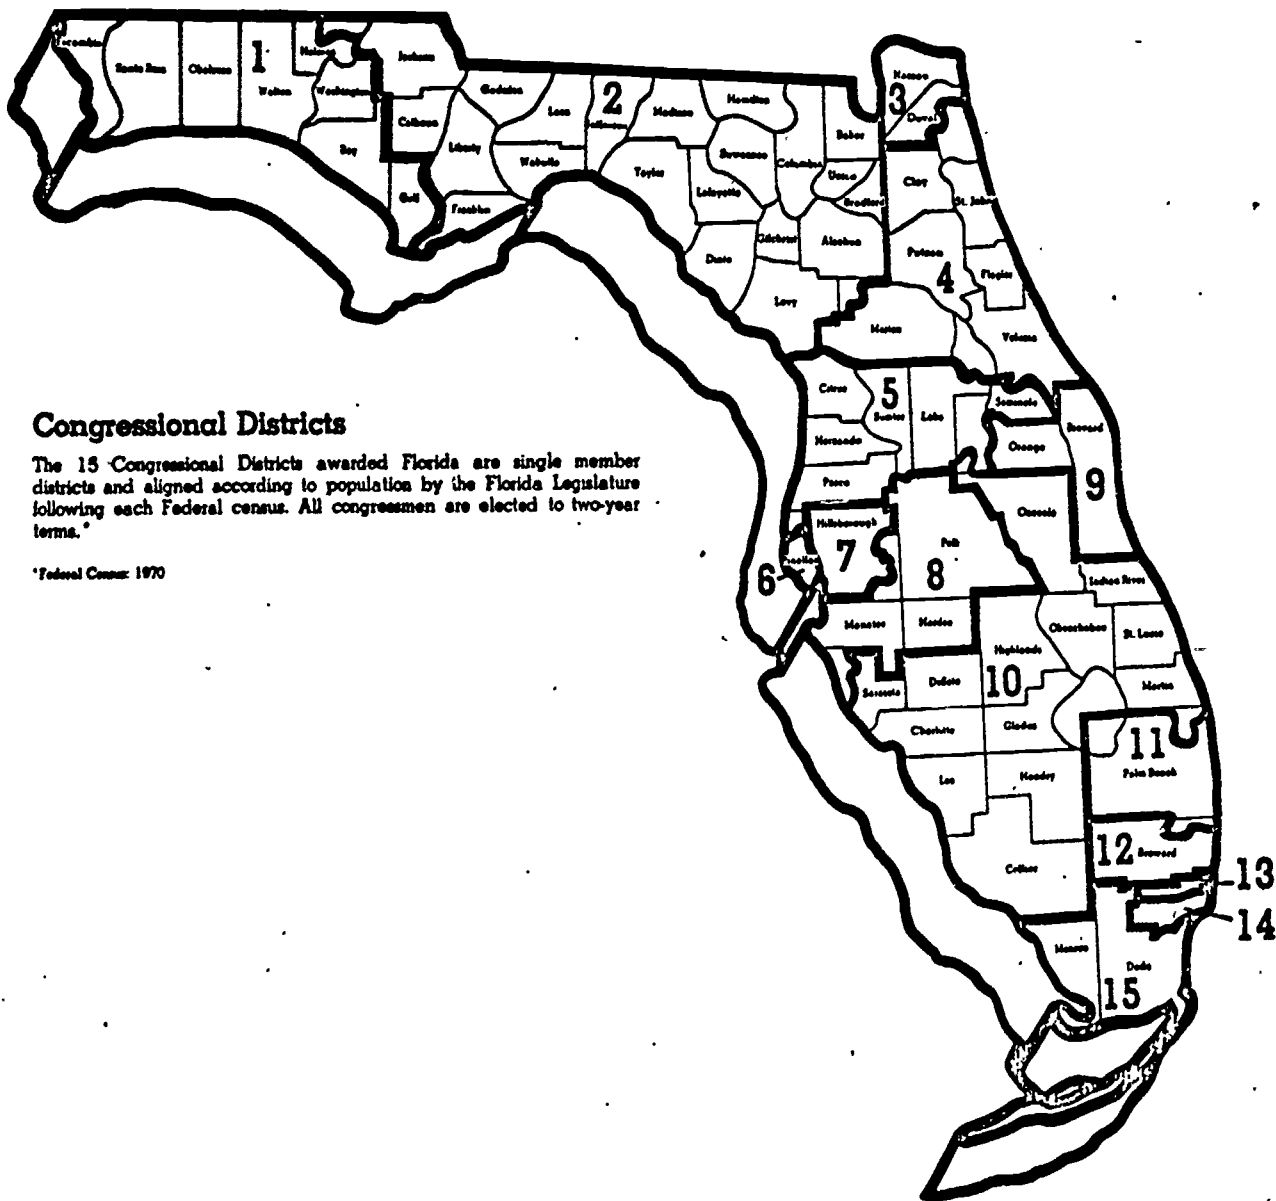 Escambia
Santa Rosa
Okaloosa
1
Walton
Holmes
Washington
Jackson
Bay
Calhoun
Gulf
Gadsden
Liberty
Franklin
Leon
Wakulla
2
Jefferson
Madison
Taylor
Hamilton
Suwannee
Lafayette
Dixie
Columbia
Gilchrist
Levy
Baker
Union
Bradford
Alachua
Nassau
3
Duval
Clay
St. Johns
Putnam
4
Flagler
Marion
Volusia
Citrus
5
Sumter
Lake
Seminole
Hernando
Orange
Brevard
Pasco
9
Congressional Districts
The 15 Congressional Districts awarded Florida are single member
districts and aligned according to population by the Florida Legislature
following each Federal census. All congressmen are elected to two-year
terms.*
*Federal Census: 1970
Hillsborough
7
Pinellas
6
Polk
8
Osceola
Indian River
Manatee
Hardee
Highlands
Okeechobee
St. Lucie
Sarasota
DeSoto
10
Martin
Charlotte
Glades
11
Palm Beach
Lee
Hendry
12
Broward
Collier
13
14
Monroe
Dade
15